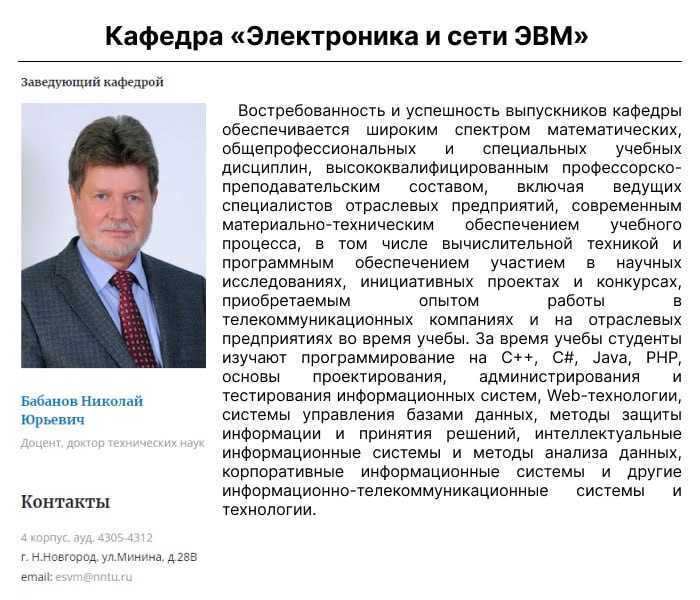 Кафедра «Электроника и сети ЭВМ»
Заведующий кафедрой
Востребованность и успешность выпускников кафедры
обеспечивается широким спектром математических,
общепрофессиональных и специальных учебных
дисциплин, высококвалифицированным профессорско-
преподавательским составом, включая ведущих
специалистов отраслевых предприятий, современным
материально-техническим обеспечением учебного
процесса, в том числе вычислительной техникой и
программным обеспечением участием в научных
исследованиях, инициативных проектах и конкурсах,
приобретаемым опытом работы в
телекоммуникационных компаниях и на отраслевых
предприятиях во время учебы. За время учебы студенты
изучают программирование на C++, C#, Java, PHP,
основы проектирования, администрирования и
тестирования информационных систем, Web-технологии,
системы управления базами данных, методы защиты
информации и принятия решений, интеллектуальные
информационные системы и методы анализа данных,
корпоративные информационные системы и другие
информационно-телекоммуникационные системы и
технологии.
Бабанов Николай
Юрьевич
Доцент, доктор технических наук
Контакты
4 корпус, ауд. 4305-4312
г. Н.Новгород, ул.Минина, д.28В
email: esvm@nntu.ru